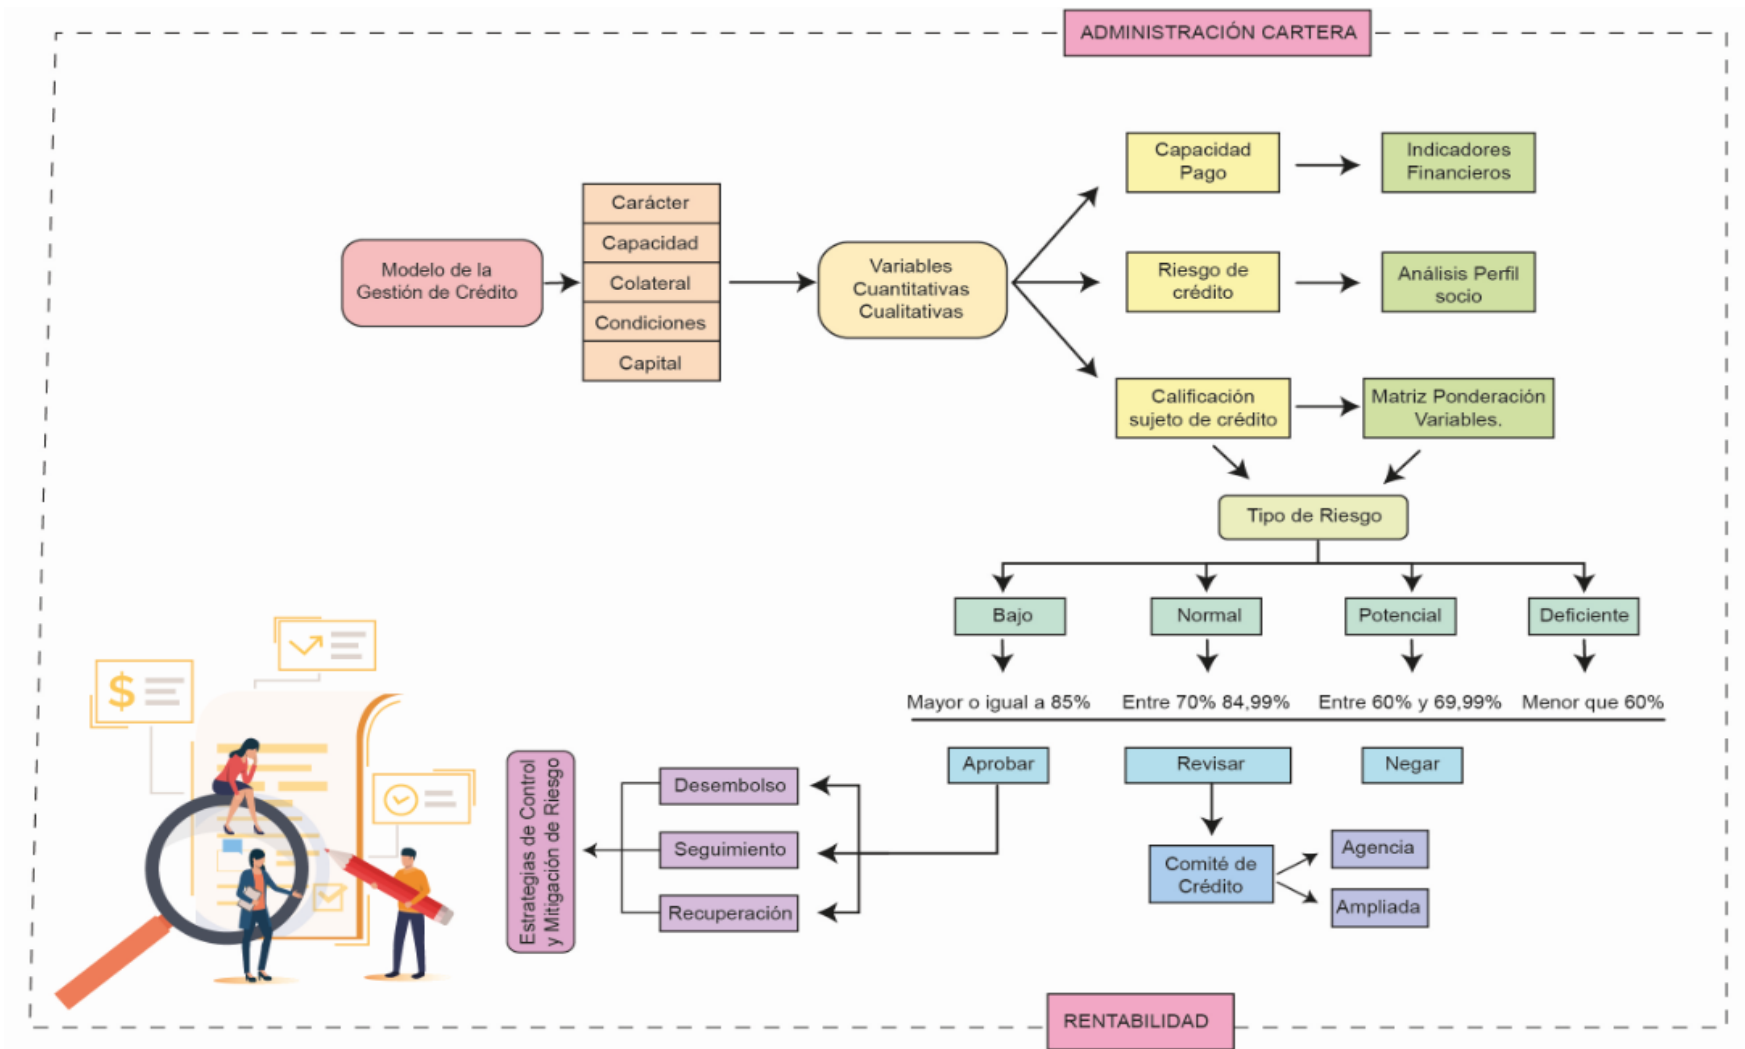 ADMINISTRACIÓN CARTERA
Modelo de la
Gestión de Crédito
Carácter
Capacidad
Colateral
Condiciones
Capital
Variables
Cuantitativas
Cualitativas
Capacidad
Pago
Indicadores
Financieros
Riesgo de
crédito
Análisis Perfil
socio
Calificación
sujeto de crédito
Matriz Ponderación
Variables.
Tipo de Riesgo
Bajo
Normal
Potencial
Deficiente
Mayor o igual a 85%
Entre 70% 84,99%
Entre 60% y 69,99%
Menor que 60%
Aprobar
Revisar
Negar
Comité de
Crédito
Agencia
Ampliada
Desembolso
Seguimiento
Recuperación
Estrategias de Control
y Mitigación de Riesgo
$
RENTABILIDAD